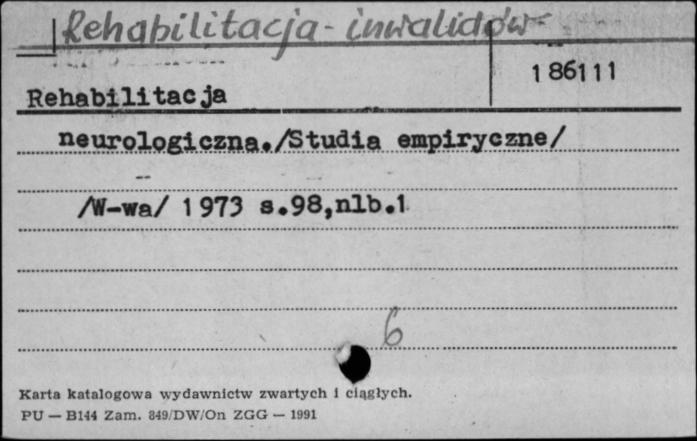 Rehabilitacja - inwalidów
186111
Rehabilitacja
neurologiczna./Studia empiryczne/
/W-wa/ 1973 s.98,nlb.1
6
Karta katalogowa wydawnictw zwartych i ciągłych.
PU — B144 Zam. 849/DW/On ZGG — 1991